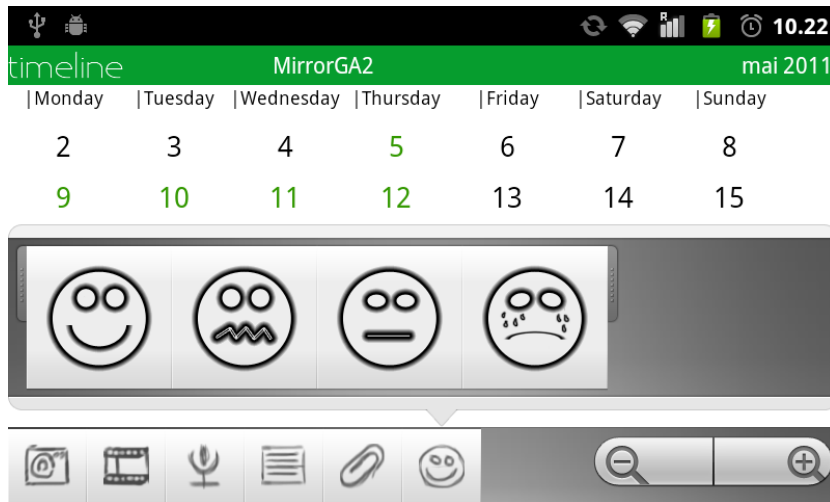 R 10.22
timeline MirrorGA2 mai 2011
|Monday |Tuesday |Wednesday |Thursday |Friday |Saturday |Sunday
2 3 4 5 6 7 8
9 10 11 12 13 14 15